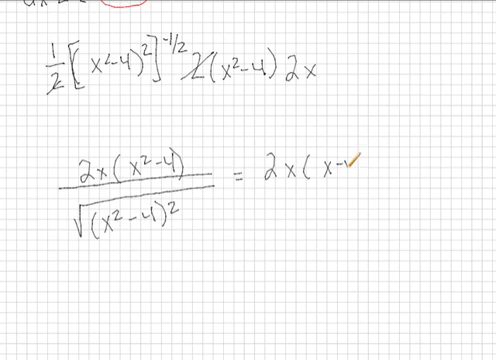 1/2 [(x²-4)²]^-1/2 2(x²-4) 2x
2x(x²-4) / √(x²-4)² = 2x(x-